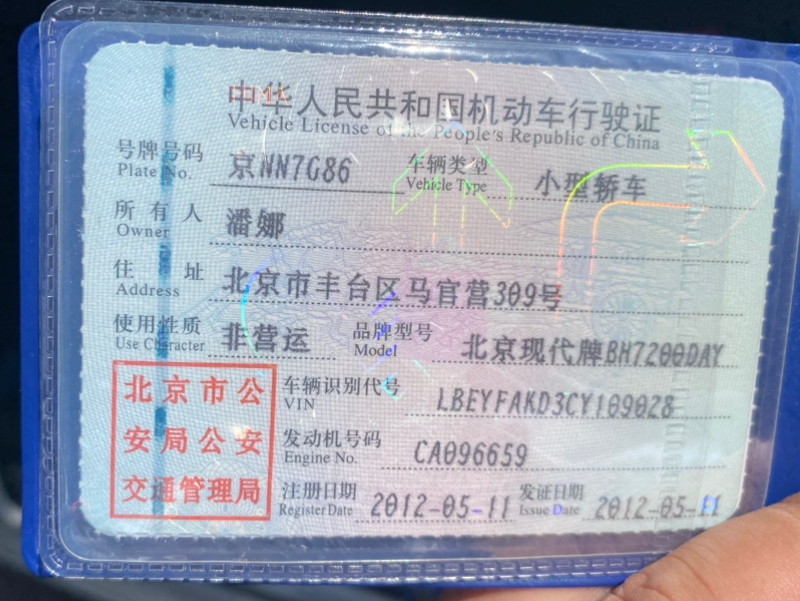 中华人民共和国机动车行驶证
Vehicle License of the People's Republic of China
号牌号码 京NN7G86 车辆类型 小型轿车
Plate No. Vehicle Type
所有人 潘娜
Owner
住址 北京市丰台区马官营309号
Address
使用性质 非营运 品牌型号 北京现代牌BH7200DAY
Use Character Model
北京市公 车辆识别代号 LBEYFAKD3CY109028
VIN
安局公安 发动机号码 CA096659
Engine No.
交通管理局 注册日期 2012-05-11 发证日期 2012-05-11
Register Date Issue Date